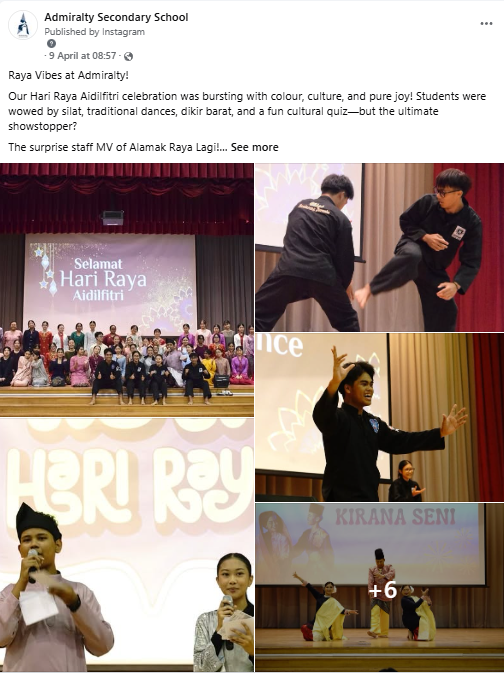 Admiralty Secondary School
Published by Instagram
· 9 April at 08:57 ·
Raya Vibes at Admiralty!
Our Hari Raya Aidilfitri celebration was bursting with colour, culture, and pure joy! Students were
wowed by silat, traditional dances, dikir barat, and a fun cultural quiz—but the ultimate
showstopper?
The surprise staff MV of Alamak Raya Lagi!... See more
Selamat
Hari Raya
Aidilfitri
nce
HaRi Ray
KIRANA SENI
+6